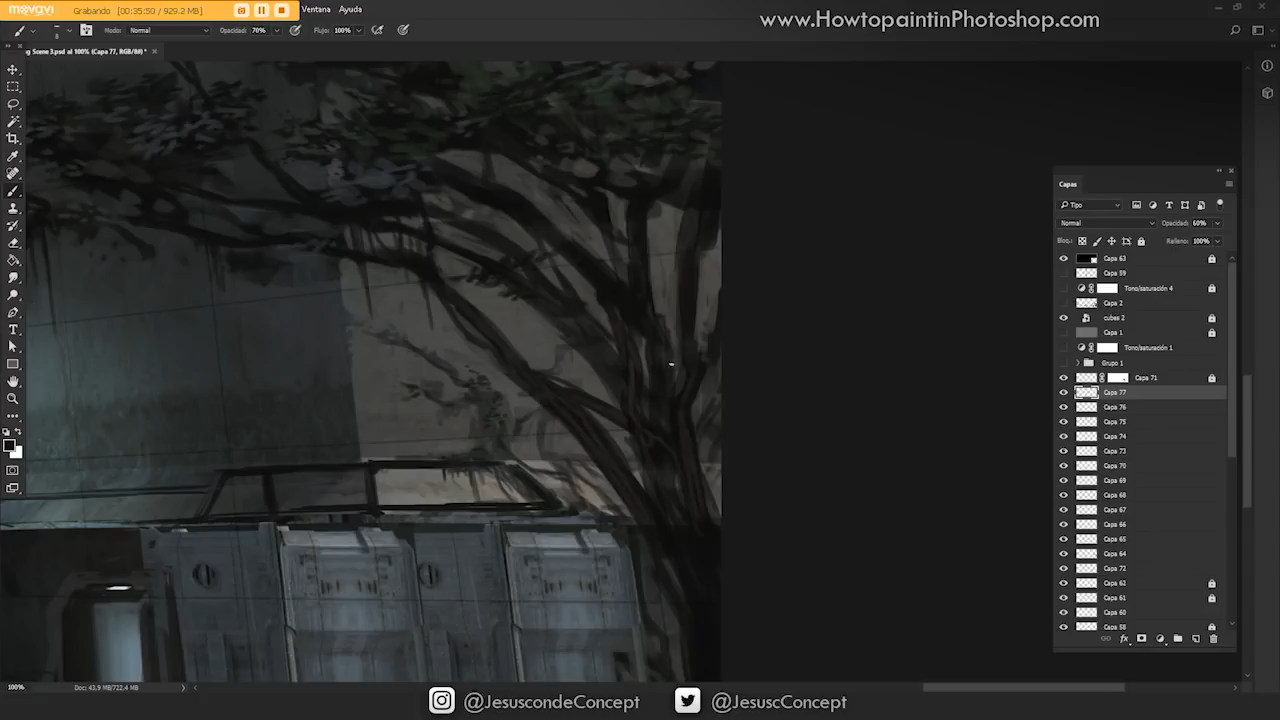 movavi
Grabando [00:35:50 / 929.2 MB]
Ventana Ayuda
www.HowtopaintinPhotoshop.com
8
Modo: Normal Opacidad: 70% Flujo: 100%
g Scene 3.psd al 100% (Capa 77, RGB/8#) *
Capas
Tipo
Normal Opacidad: 60%
Bloq.: Relleno: 100%
Capa 63
Capa 59
Tono/saturación 4
Capa 2
cubes 2
Capa 1
Tono/saturación 1
Grupo 1
Capa 71
Capa 77
Capa 76
Capa 75
Capa 74
Capa 73
Capa 70
Capa 69
Capa 68
Capa 67
Capa 66
Capa 65
Capa 64
Capa 72
Capa 62
Capa 61
Capa 60
Capa 58
100% Doc: 43.9 MB/722.4 MB
@JesuscondeConcept @JesuscConcept